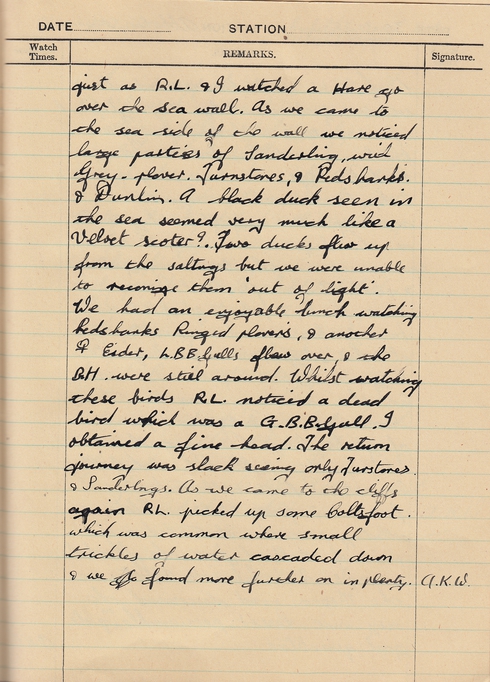 DATE STATION
Watch Times. REMARKS. Signature.
just as R.L. & I watched a Hare go
over the sea wall. As we came to
the sea side of the wall we noticed
large parties of Sanderling, with
Grey-plover. Turnstones, & Redshanks.
& Dunlin. A black duck seen in
the sea seemed very much like a
Velvet scoter?. Two ducks flew up
from the saltings but we were unable
to reconize them 'out of light'.
We had an enjoyable lunch watching
Redshanks Ringed plovers, & another
♀ Eider, L.B.B.Gulls flew over, & the
B.H. were still around. Whilst watching
these birds R.L. noticed a dead
bird which was a G.B.B.Gull. I
obtained a fine head. The return
journey was slack seeing only Turstones
& Sanderlings. As we came to the cliffs
again R.L. picked up some Coltsfoot.
which was common where small
trickles of water cascaded down
& we found more further on in plenty. A.K.W.